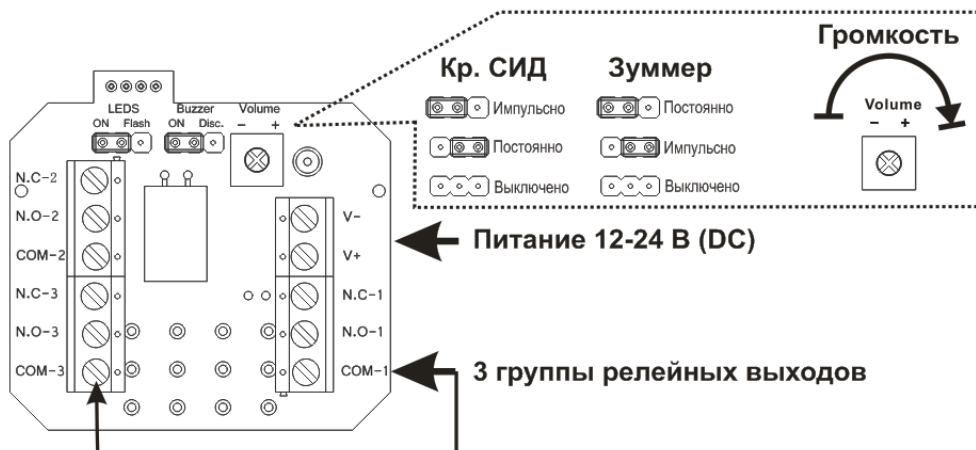 Громкость
Кр. СИД Зуммер
Импульсно Постоянно
Volume
- +
Постоянно Импульсно
Выключено Выключено
LEDS Buzzer Volume
ON Flash ON Disc. - +
N.C-2
N.O-2 V-
COM-2 V+
Питание 12-24 В (DC)
N.C-3 N.C-1
N.O-3 N.O-1
COM-3 COM-1
3 группы релейных выходов